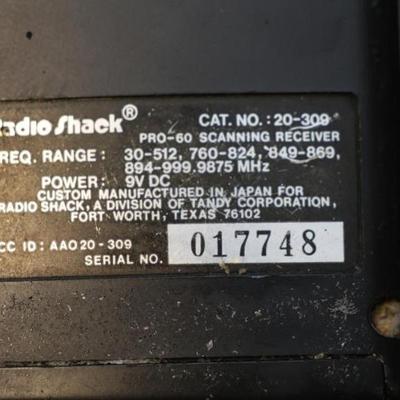 Radio Shack® CAT. NO.: 20-309
PRO-60 SCANNING RECEIVER
REQ. RANGE: 30-512, 760-824, 849-869,
894-999.9875 MHz
POWER: 9V DC
CUSTOM MANUFACTURED IN JAPAN FOR
RADIO SHACK, A DIVISION OF TANDY CORPORATION,
FORT WORTH, TEXAS 76102
CC ID: AAO20-309
SERIAL NO. 017748